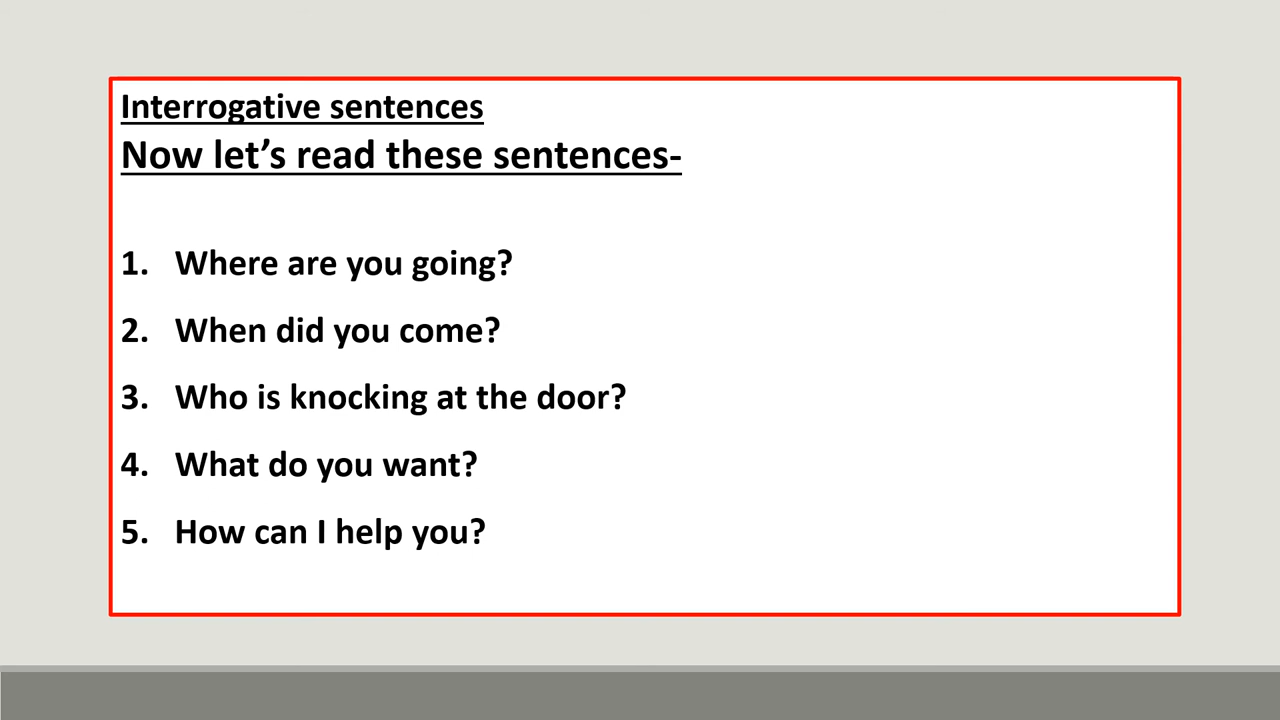 Interrogative sentences
Now let’s read these sentences-
1. Where are you going?
2. When did you come?
3. Who is knocking at the door?
4. What do you want?
5. How can I help you?